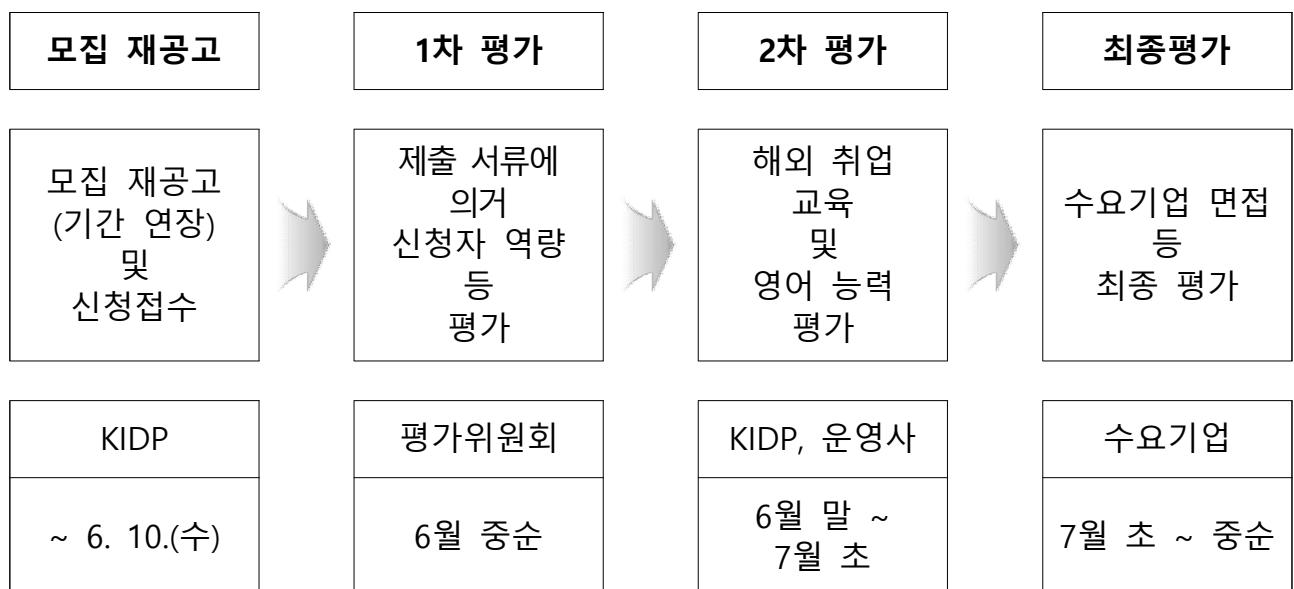 모집 재공고
1차 평가
2차 평가
최종평가
모집 재공고
(기간 연장)
및
신청접수
제출 서류에
의거
신청자 역량
등
평가
해외 취업
교육
및
영어 능력
평가
수요기업 면접
등
최종 평가
KIDP
평가위원회
KIDP, 운영사
수요기업
~ 6. 10.(수)
6월 중순
6월 말 ~
7월 초
7월 초 ~ 중순